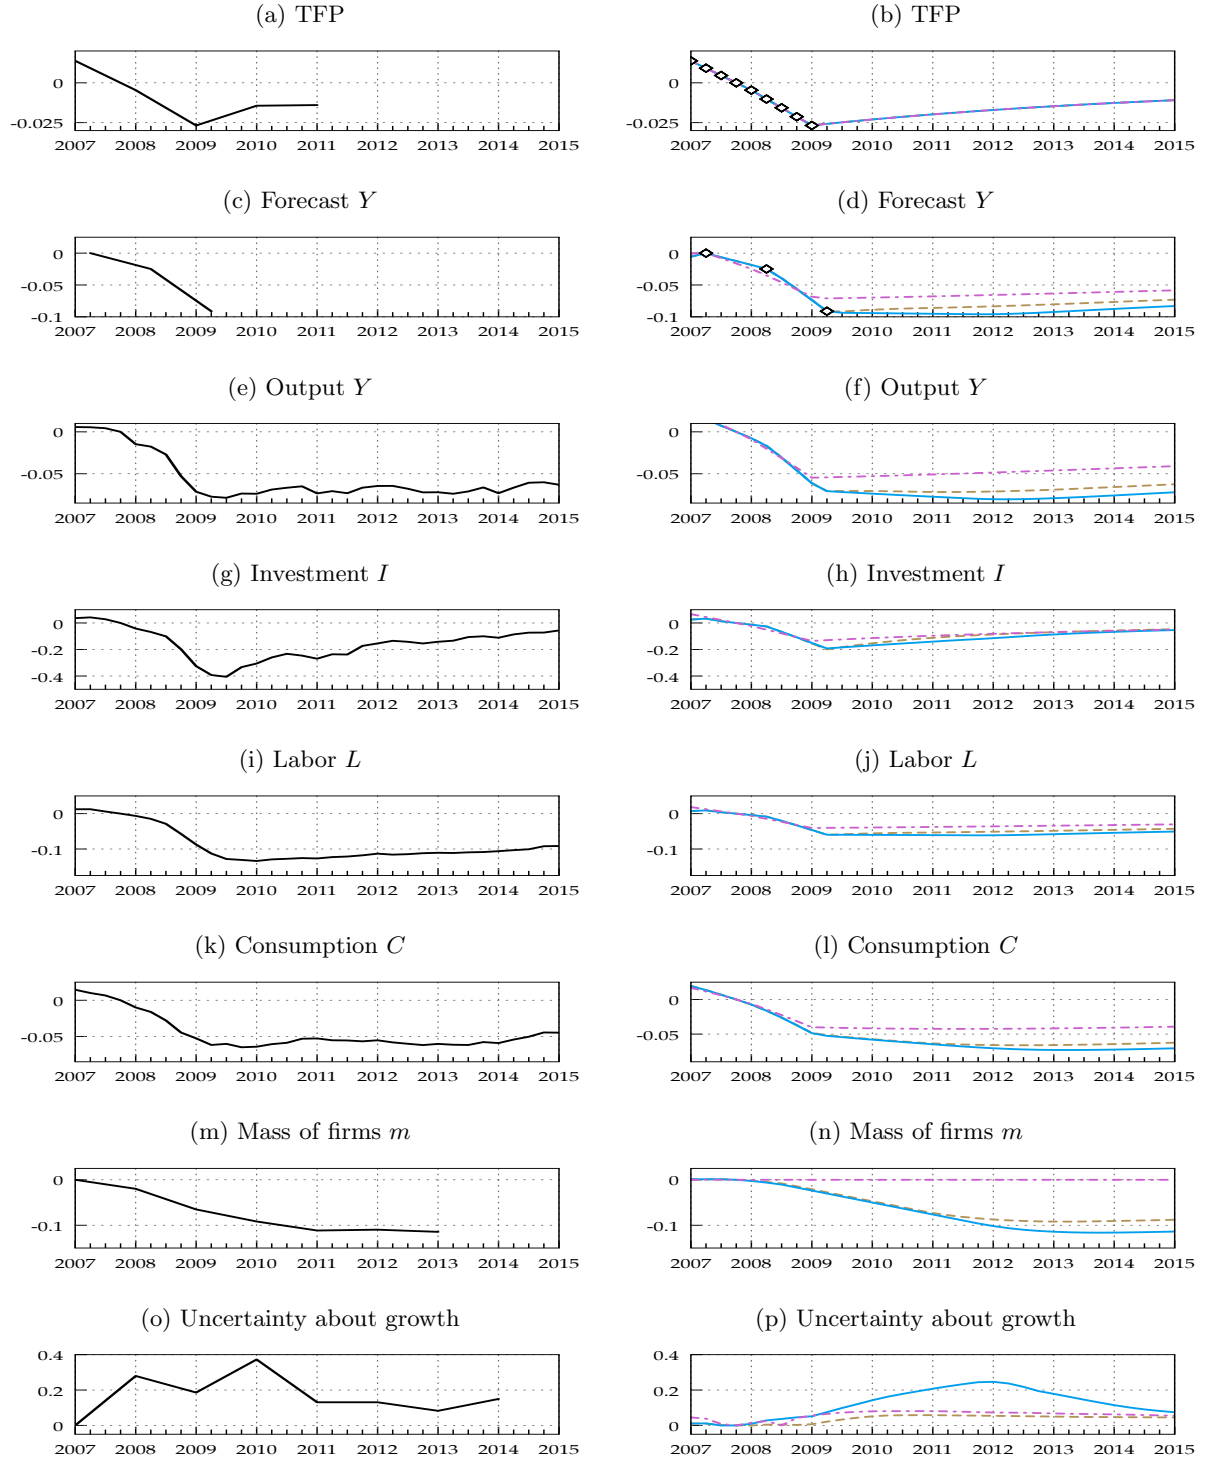 (a) TFP
(b) TFP
0
-0.025
2007 2008 2009 2010 2011 2012 2013 2014 2015
0
-0.025
2007 2008 2009 2010 2011 2012 2013 2014 2015
(c) Forecast Y
(d) Forecast Y
0
-0.05
-0.1
2007 2008 2009 2010 2011 2012 2013 2014 2015
0
-0.05
-0.1
2007 2008 2009 2010 2011 2012 2013 2014 2015
(e) Output Y
(f) Output Y
0
-0.05
2007 2008 2009 2010 2011 2012 2013 2014 2015
0
-0.05
2007 2008 2009 2010 2011 2012 2013 2014 2015
(g) Investment I
(h) Investment I
0
-0.2
-0.4
2007 2008 2009 2010 2011 2012 2013 2014 2015
0
-0.2
-0.4
2007 2008 2009 2010 2011 2012 2013 2014 2015
(i) Labor L
(j) Labor L
0
-0.1
2007 2008 2009 2010 2011 2012 2013 2014 2015
0
-0.1
2007 2008 2009 2010 2011 2012 2013 2014 2015
(k) Consumption C
(l) Consumption C
0
-0.05
2007 2008 2009 2010 2011 2012 2013 2014 2015
0
-0.05
2007 2008 2009 2010 2011 2012 2013 2014 2015
(m) Mass of firms m
(n) Mass of firms m
0
-0.1
2007 2008 2009 2010 2011 2012 2013 2014 2015
0
-0.1
2007 2008 2009 2010 2011 2012 2013 2014 2015
(o) Uncertainty about growth
(p) Uncertainty about growth
0.4
0.2
0
2007 2008 2009 2010 2011 2012 2013 2014 2015
0.4
0.2
0
2007 2008 2009 2010 2011 2012 2013 2014 2015